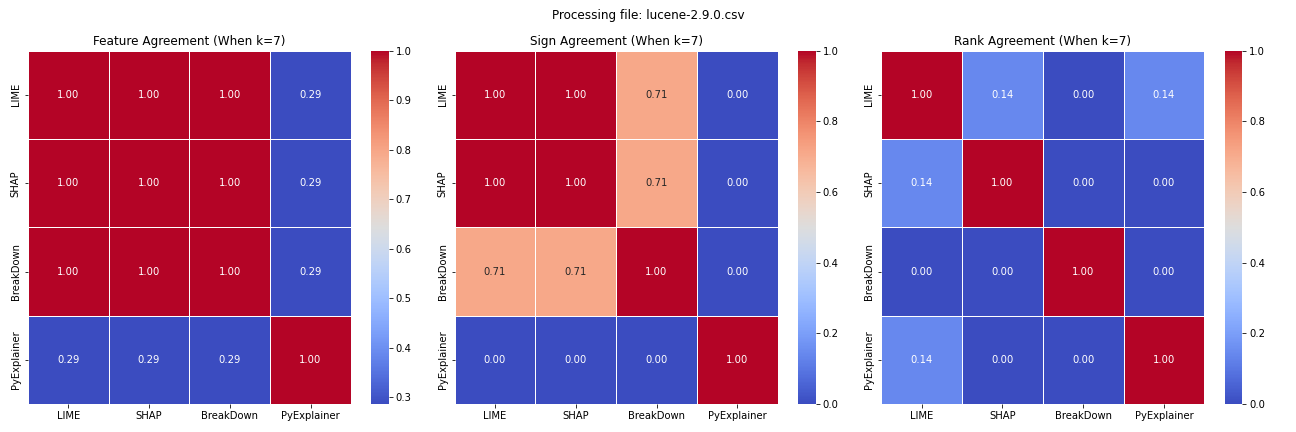 Processing file: lucene-2.9.0.csv
Feature Agreement (When k=7)
LIME
SHAP
BreakDown
PyExplainer
1.00 1.00 1.00 0.29
1.00 1.00 1.00 0.29
1.00 1.00 1.00 0.29
0.29 0.29 0.29 1.00
LIME SHAP BreakDown PyExplainer
1.0
0.9
0.8
0.7
0.6
0.5
0.4
0.3
Sign Agreement (When k=7)
LIME
SHAP
BreakDown
PyExplainer
1.00 1.00 0.71 0.00
1.00 1.00 0.71 0.00
0.71 0.71 1.00 0.00
0.00 0.00 0.00 1.00
LIME SHAP BreakDown PyExplainer
1.0
0.8
0.6
0.4
0.2
0.0
Rank Agreement (When k=7)
LIME
SHAP
BreakDown
PyExplainer
1.00 0.14 0.00 0.14
0.14 1.00 0.00 0.00
0.00 0.00 1.00 0.00
0.14 0.00 0.00 1.00
LIME SHAP BreakDown PyExplainer
1.0
0.8
0.6
0.4
0.2
0.0